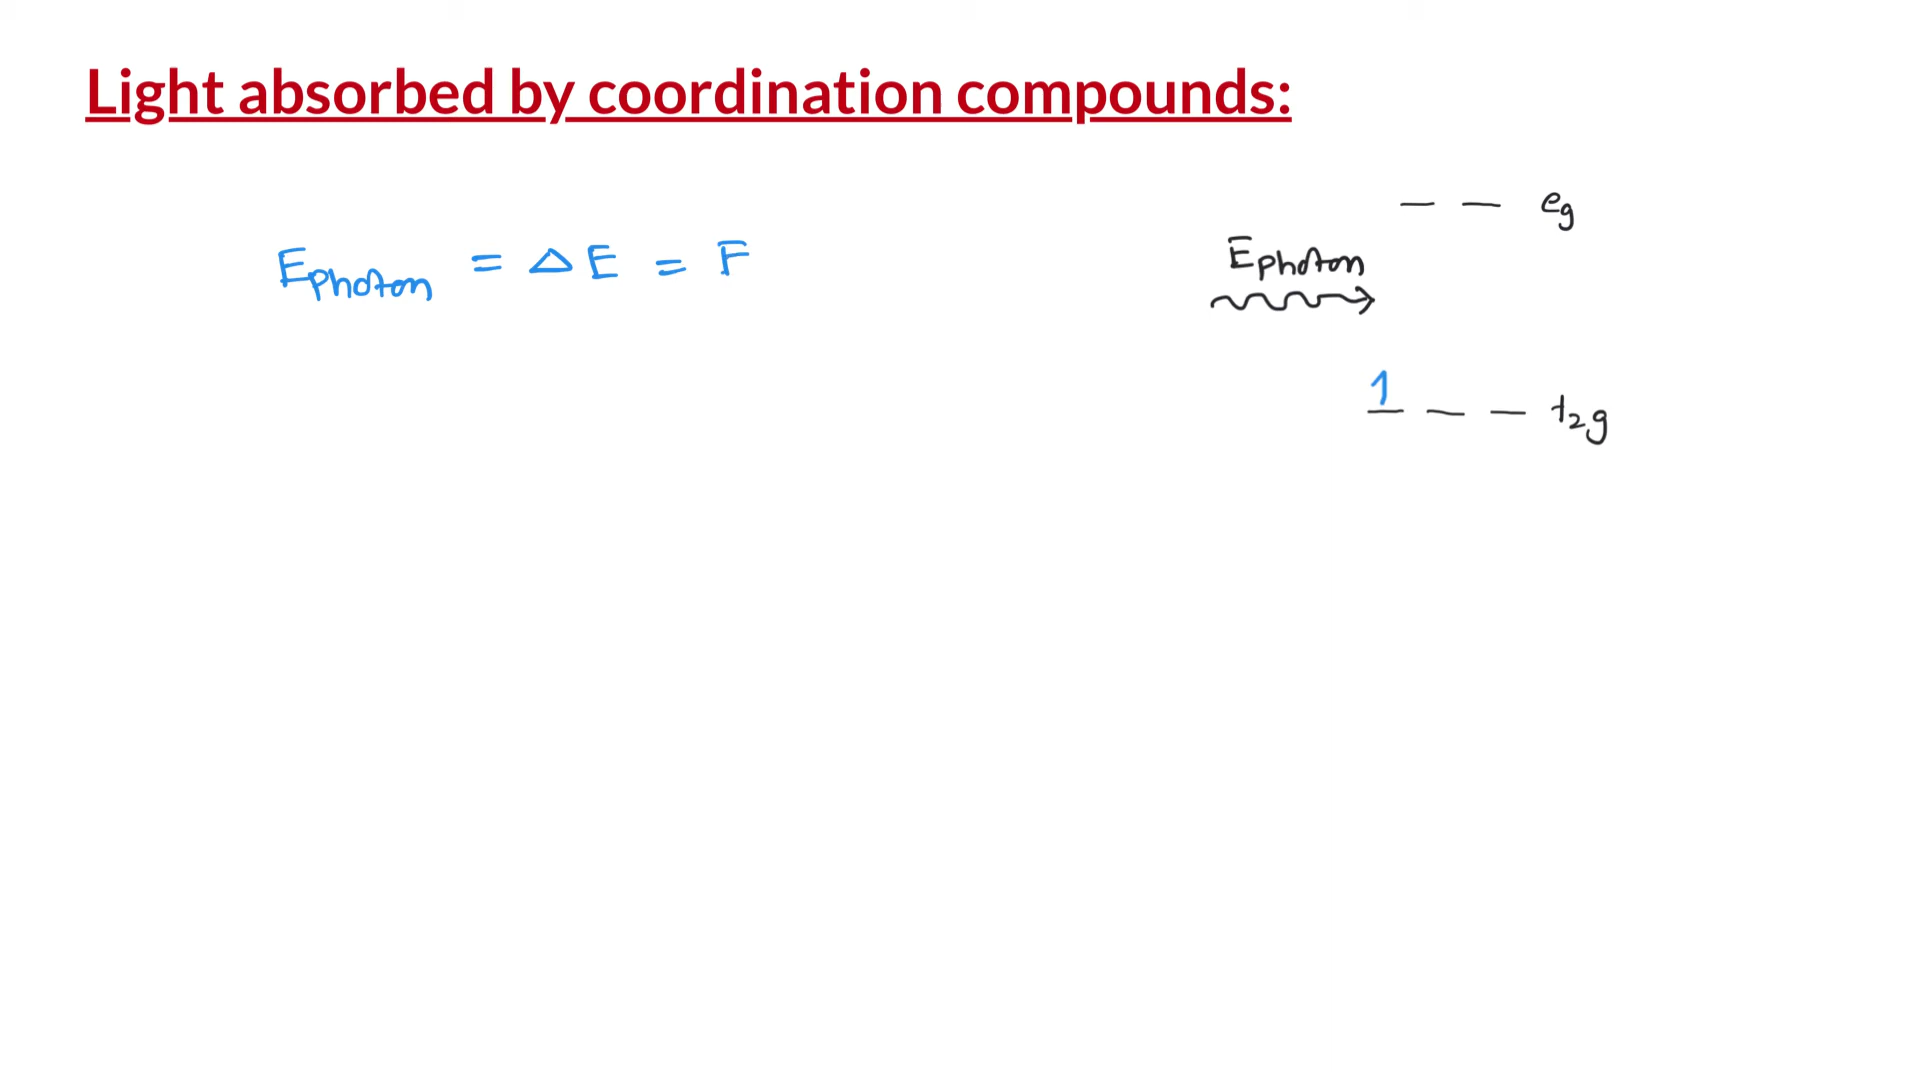 Light absorbed by coordination compounds:
e_g
E_photon = ΔE = F
E_photon
1
t_2g